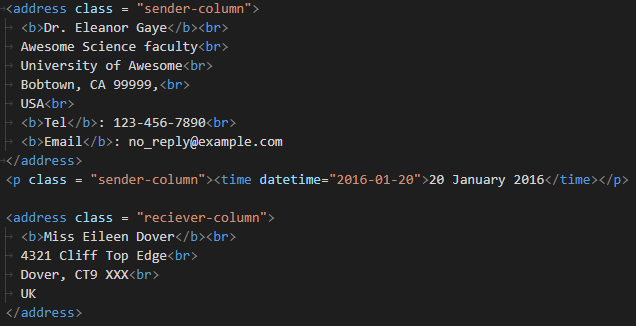 <address class = "sender-column">
<b>Dr. Eleanor Gaye</b><br>
Awesome Science faculty<br>
University of Awesome<br>
Bobtown, CA 99999,<br>
USA<br>
<b>Tel</b>: 123-456-7890<br>
<b>Email</b>: no_reply@example.com
</address>
<p class = "sender-column"><time datetime="2016-01-20">20 January 2016</time></p>
<address class = "reciever-column">
<b>Miss Eileen Dover</b><br>
4321 Cliff Top Edge<br>
Dover, CT9 XXX<br>
UK
</address>